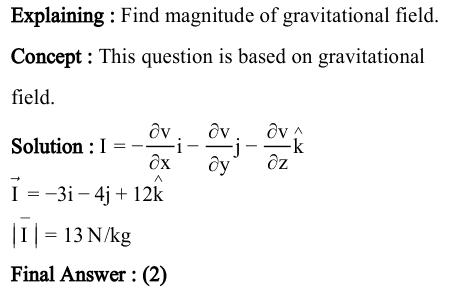 Explaining : Find magnitude of gravitational field.
Concept : This question is based on gravitational
field.
Solution : I = −∂v/∂x i − ∂v/∂y j − ∂v/∂z k̂
I⃗ = −3i − 4j + 12k̂
|I̅| = 13 N/kg
Final Answer : (2)